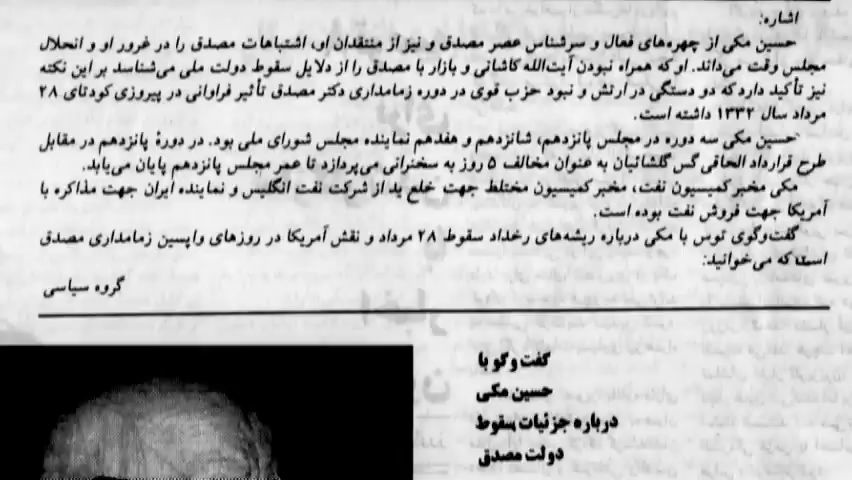 اشاره:
حسین مکی از چهره‌های فعال و سرشناس عصر مصدق و نیز از منتقدان او، اشتباهات مصدق را در غرور او و انحلال
مجلس وقت می‌داند. او که همراه نبودن آیت‌الله کاشانی و بازار با مصدق را از دلایل سقوط دولت ملی می‌شناسد بر این نکته
نیز تأکید دارد که دو دستگی در ارتش و نبود حزب قوی در دوره زمامداری دکتر مصدق تأثیر فراوانی در پیروزی کودتای ۲۸
مرداد سال ۱۳۳۲ داشته است.
حسین مکی سه دوره در مجلس پانزدهم، شانزدهم و هفدهم نماینده مجلس شورای ملی بود. در دورهٔ پانزدهم در مقابل
طرح قرارداد الحاقی گس گلشائیان به عنوان مخالف ۵ روز به سخنرانی می‌پردازد تا عمر مجلس پانزدهم پایان می‌یابد.
مکی مخبر کمیسیون نفت، مخبر کمیسیون مختلط جهت خلع ید از شرکت نفت انگلیس و نماینده ایران جهت مذاکره با
آمریکا جهت فروش نفت بوده است.
گفت‌وگوی توس با مکی درباره ریشه‌های رخداد سقوط ۲۸ مرداد و نقش آمریکا در روزهای واپسین زمامداری مصدق
است که می‌خوانید:
گروه سیاسی
گفت وگو با
حسین مکی
درباره جزئیات سقوط
دولت مصدق